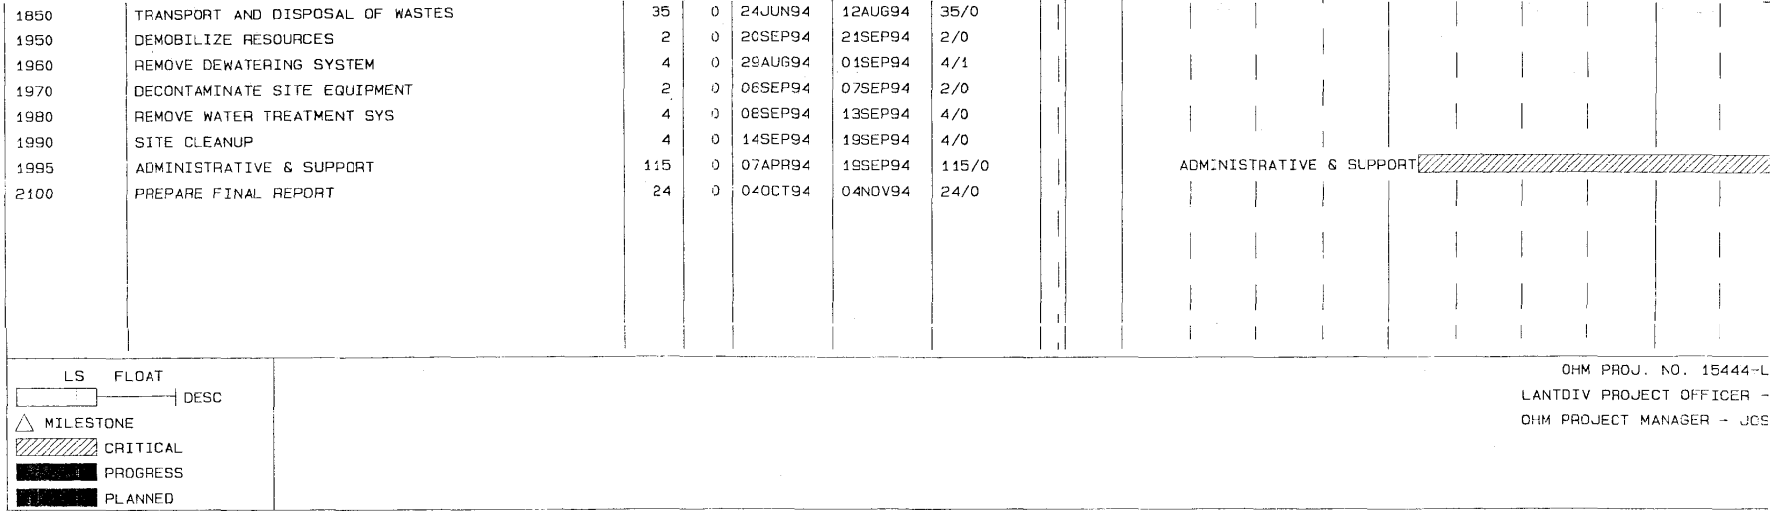 1850 TRANSPORT AND DISPOSAL OF WASTES 35 0 24JUN94 12AUG94 35/0
1950 DEMOBILIZE RESOURCES 2 0 20SEP94 21SEP94 2/0
1960 REMOVE DEWATERING SYSTEM 4 0 29AUG94 01SEP94 4/1
1970 DECONTAMINATE SITE EQUIPMENT 2 0 06SEP94 07SEP94 2/0
1980 REMOVE WATER TREATMENT SYS 4 0 08SEP94 13SEP94 4/0
1990 SITE CLEANUP 4 0 14SEP94 19SEP94 4/0
1995 ADMINISTRATIVE & SUPPORT 115 0 07APR94 19SEP94 115/0 ADMINISTRATIVE & SUPPORT
2100 PREPARE FINAL REPORT 24 0 04OCT94 04NOV94 24/0
LS FLOAT
DESC
MILESTONE
CRITICAL
PROGRESS
PLANNED
OHM PROJ. NO. 15444-L
LANTDIV PROJECT OFFICER -
OHM PROJECT MANAGER - JOS